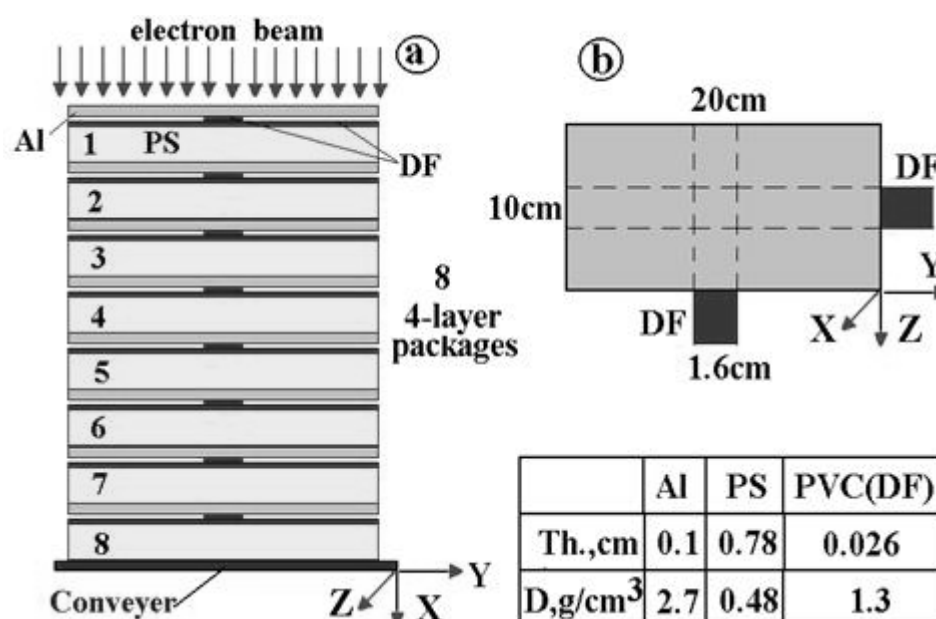 electron beam
a
Al
1 PS
DF
2
3
4
5
6
7
8
8
4-layer
packages
Conveyer
Y
Z
X
b
20cm
DF
10cm
Y
DF
X
Z
1.6cm
Al PS PVC(DF)
Th.,cm 0.1 0.78 0.026
D,g/cm³ 2.7 0.48 1.3